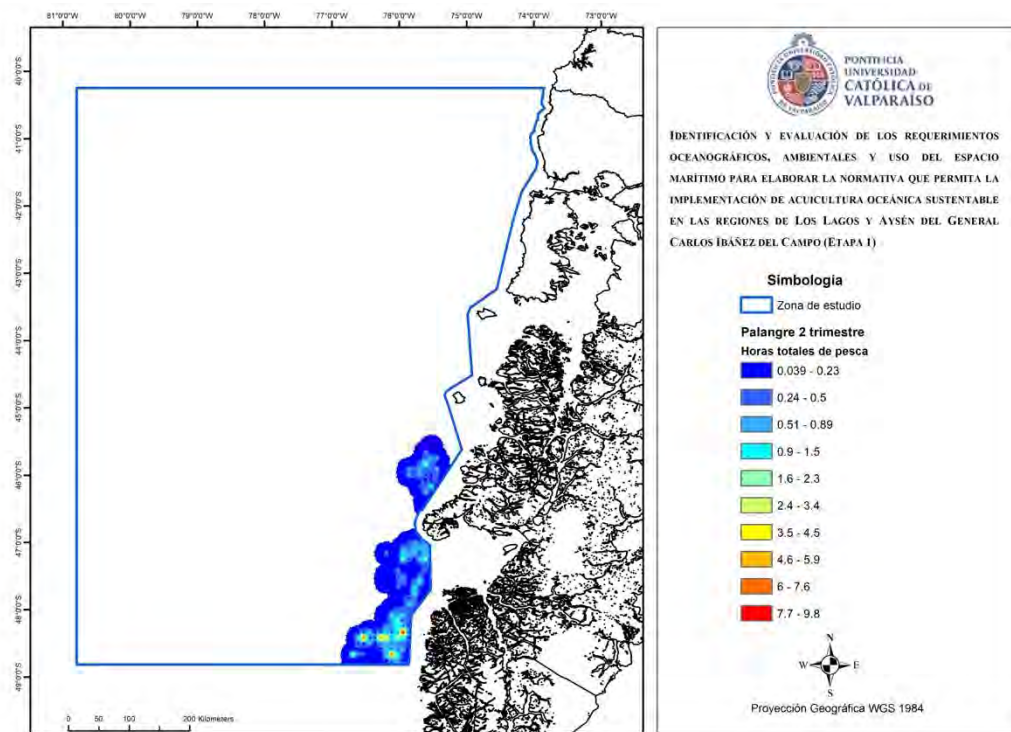 81°0'0"W 80°0'0"W 79°0'0"W 78°0'0"W 77°0'0"W 76°0'0"W 75°0'0"W 74°0'0"W 73°0'0"W
40°0'0"S
41°0'0"S
42°0'0"S
43°0'0"S
44°0'0"S
45°0'0"S
46°0'0"S
47°0'0"S
48°0'0"S
49°0'0"S
0 50 100 200 Kilometers
PONTIFICIA
UNIVERSIDAD
CATÓLICA DE
VALPARAÍSO
IDENTIFICACIÓN Y EVALUACIÓN DE LOS REQUERIMIENTOS
OCEANOGRÁFICOS, AMBIENTALES Y USO DEL ESPACIO
MARÍTIMO PARA ELABORAR LA NORMATIVA QUE PERMITA LA
IMPLEMENTACIÓN DE ACUICULTURA OCEÁNICA SUSTENTABLE
EN LAS REGIONES DE LOS LAGOS Y AYSÉN DEL GENERAL
CARLOS IBÁÑEZ DEL CAMPO (ETAPA I)
Simbología
Zona de estudio
Palangre 2 trimestre
Horas totales de pesca
0,039 - 0,23
0,24 - 0,5
0,51 - 0,89
0,9 - 1,5
1,6 - 2,3
2,4 - 3,4
3,5 - 4,5
4,6 - 5,9
6 - 7,6
7,7 - 9,8
N
W E
S
Proyección Geográfica WGS 1984